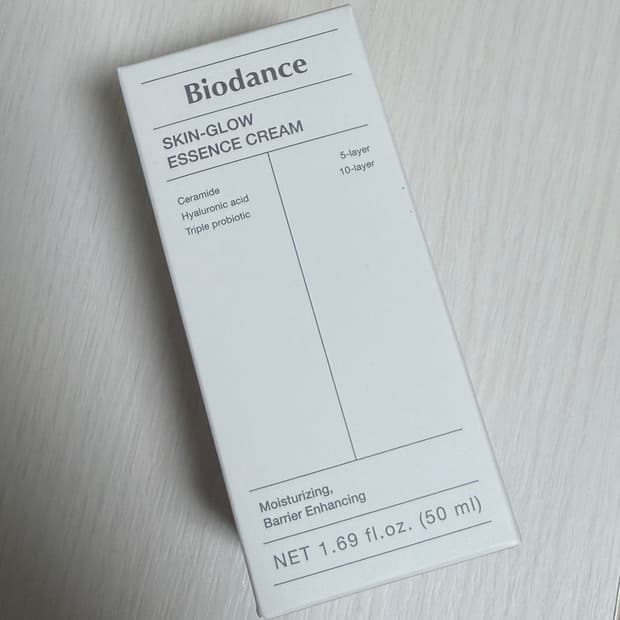 Biodance
SKIN-GLOW
ESSENCE CREAM
Ceramide
Hyaluronic acid
Triple probiotic
5-layer
10-layer
Moisturizing,
Barrier Enhancing
NET 1.69 fl.oz. (50 ml)